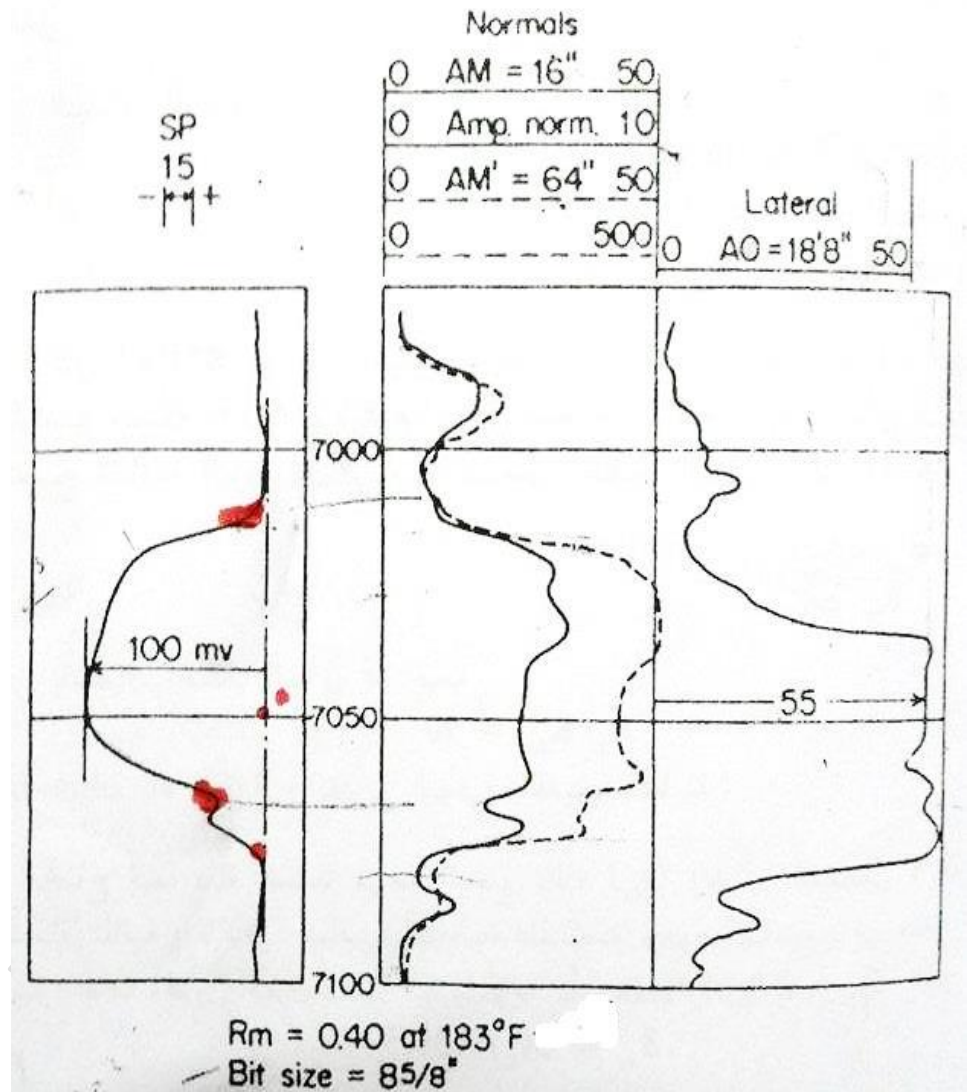 Normals
0 AM = 16" 50
0 Amp. norm. 10
0 AM' = 64" 50
0 500
SP
15
- +
Lateral
0 AO = 18'8" 50
7000
100 mv
55
7050
7100
Rm = 0.40 at 183°F
Bit size = 85/8"